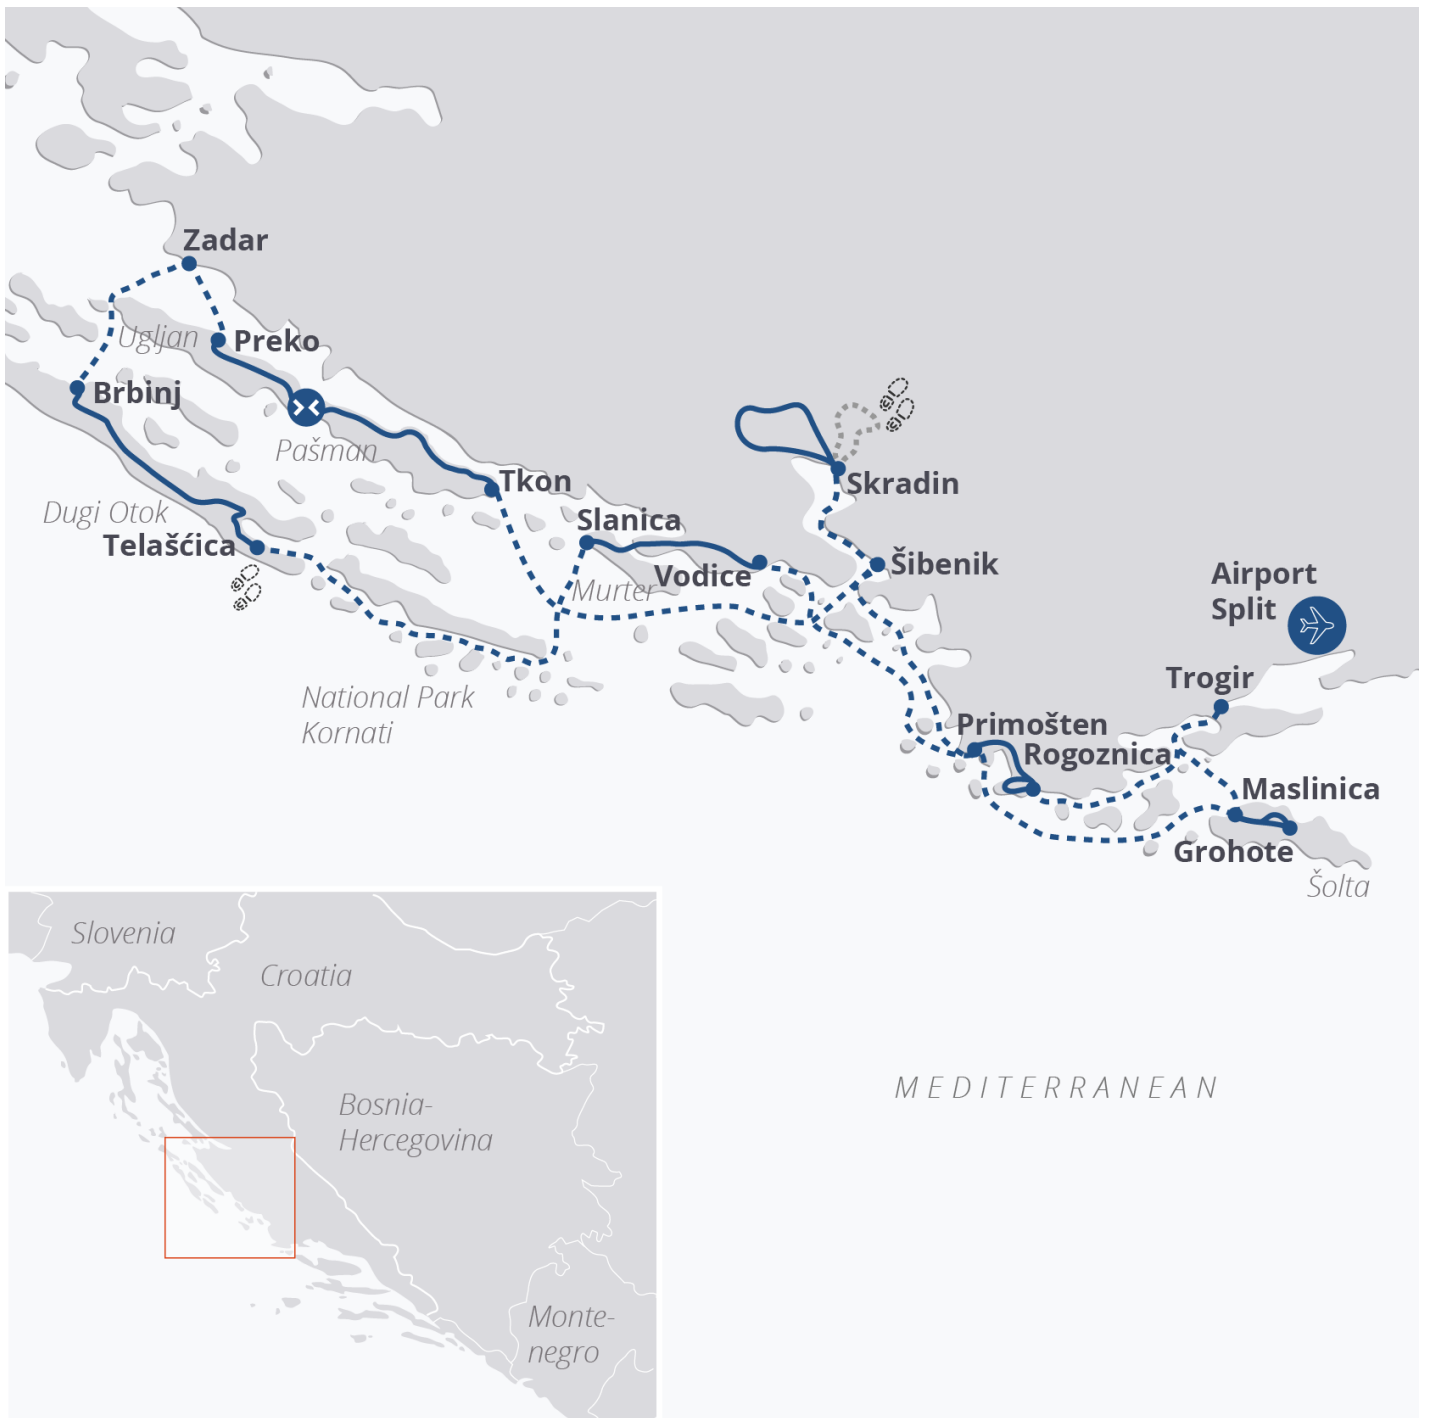 Zadar
Ugljan
Preko
Brbinj
Pašman
Tkon
Skradin
Dugi Otok
Slanica
Telašćica
Vodice
Šibenik
Murter
Airport
Split
Trogir
National Park
Kornati
Primošten
Rogoznica
Maslinica
Grohote
Šolta
Slovenia
Croatia
MEDITERRANEAN
Bosnia-
Hercegovina
Monte-
negro